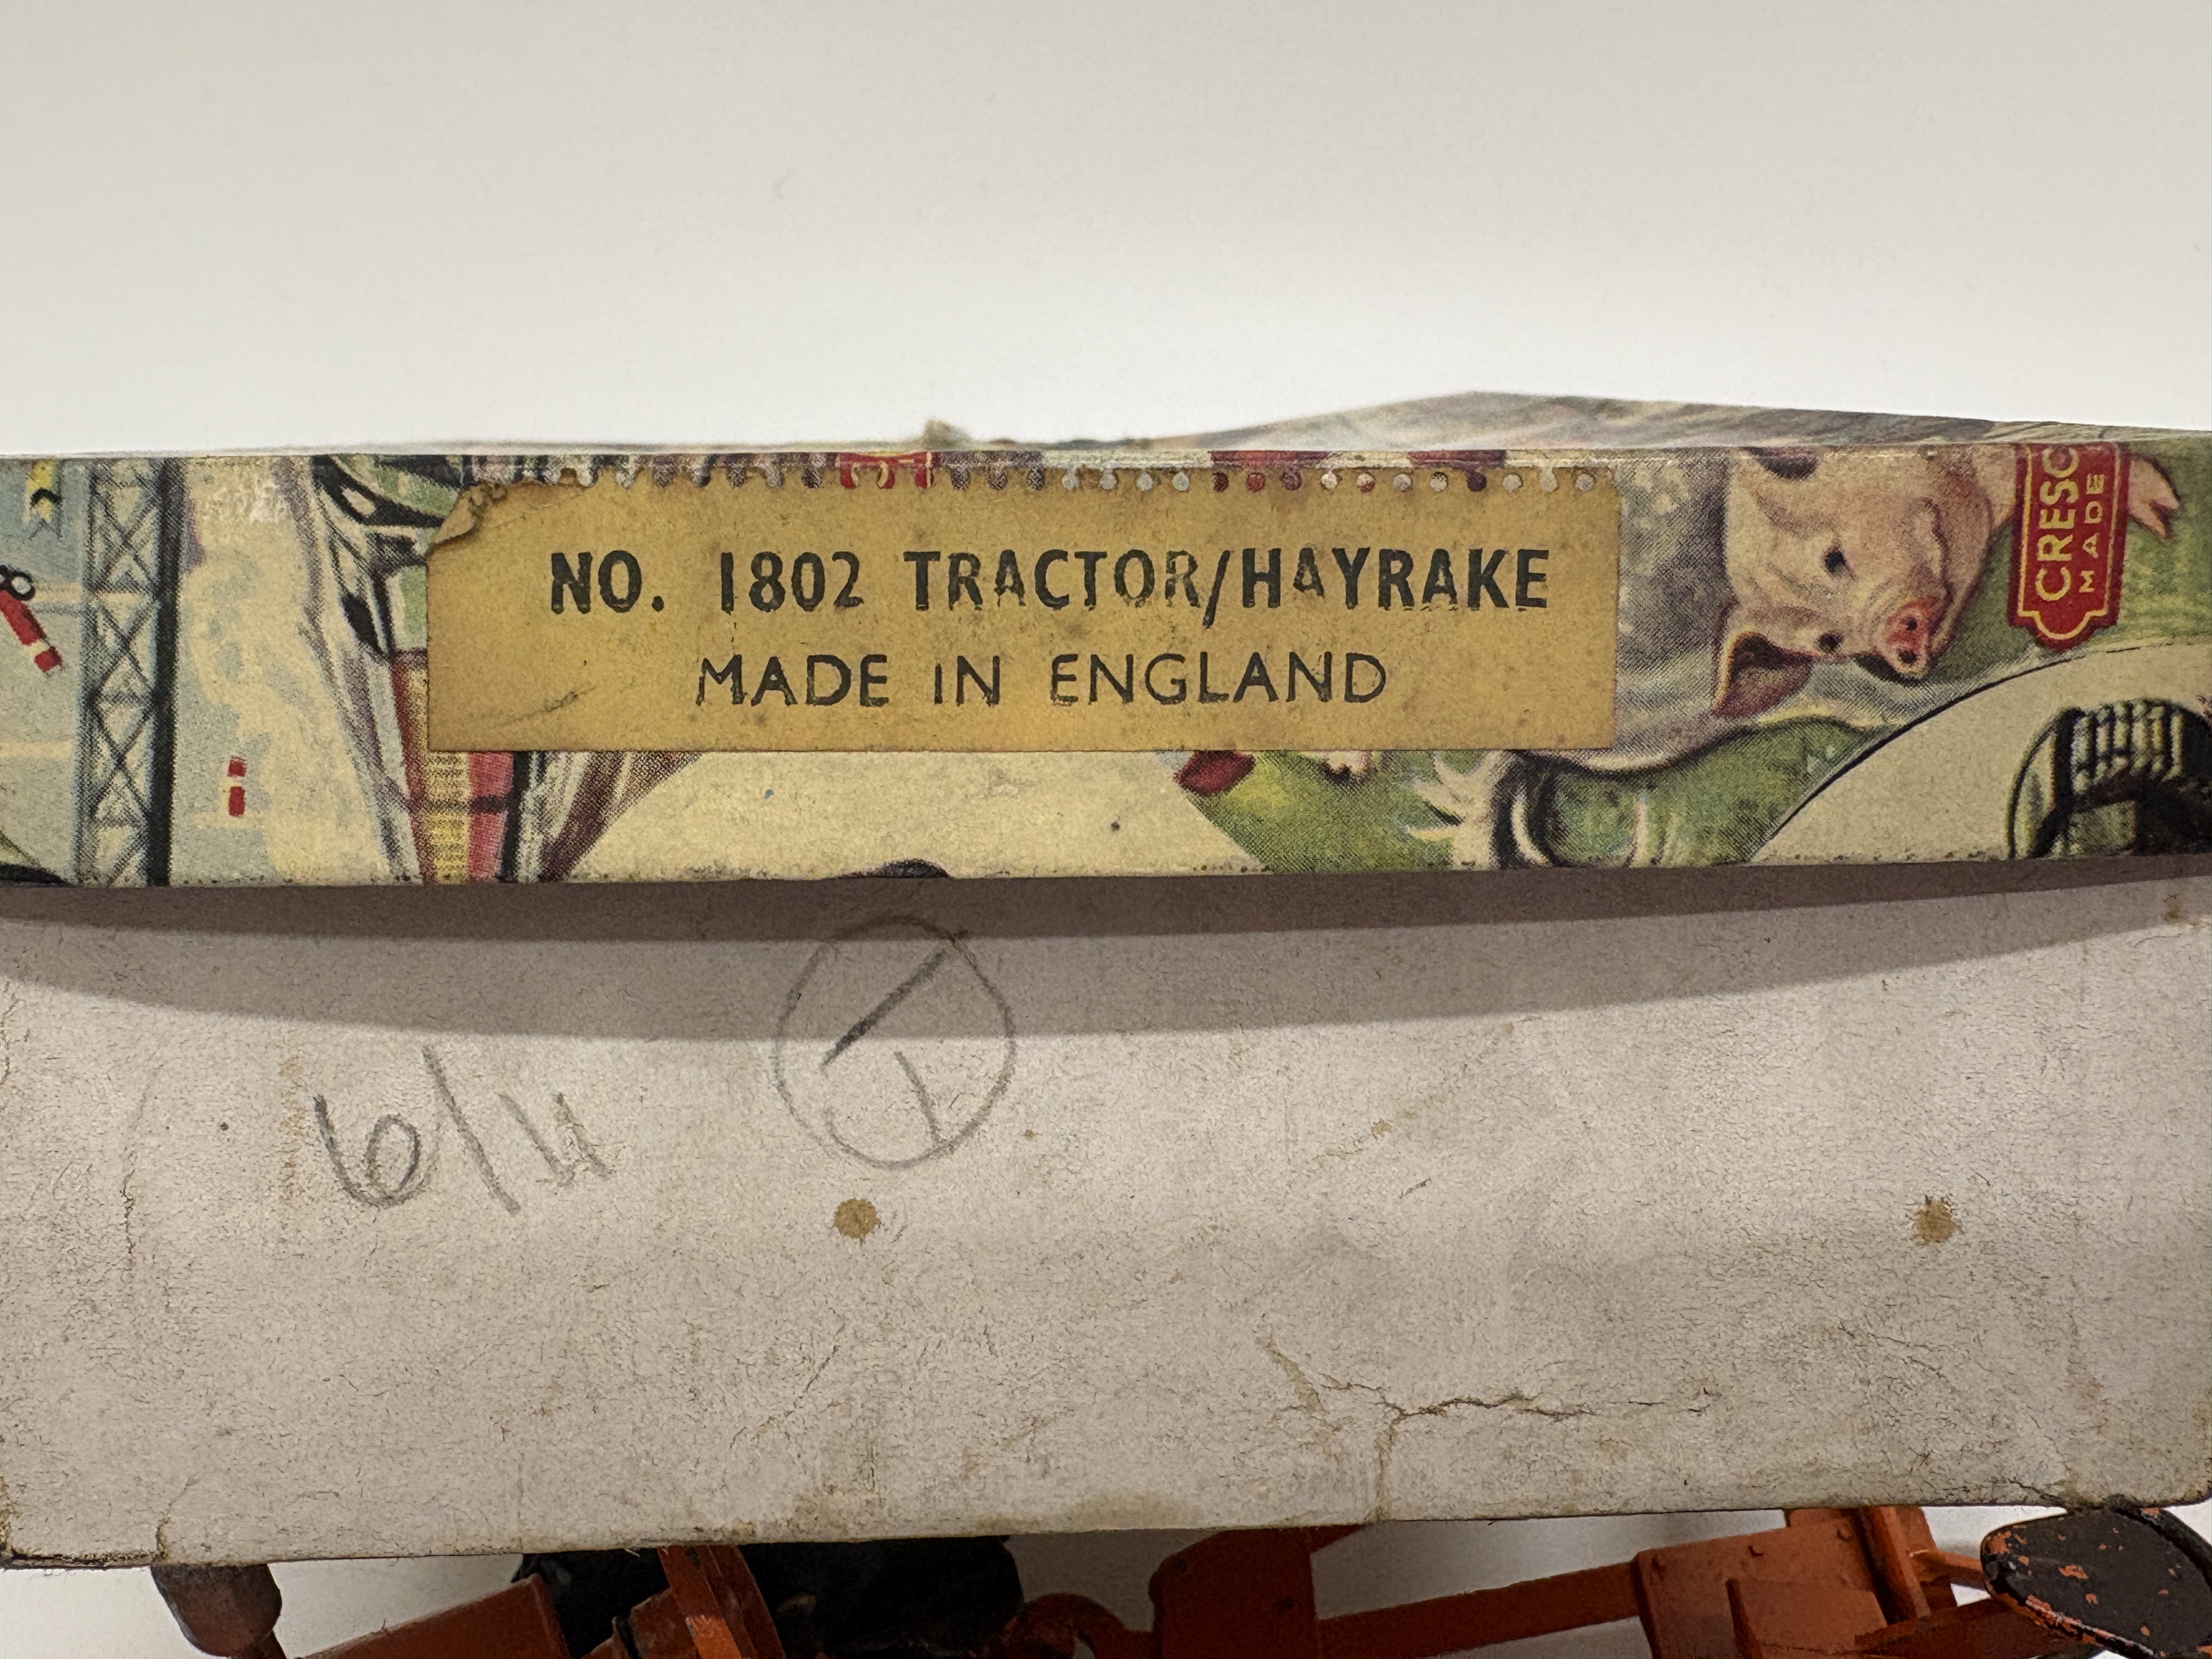 NO. 1802 TRACTOR/HAYRAKE
MADE IN ENGLAND
CRESC
MADE
6/11